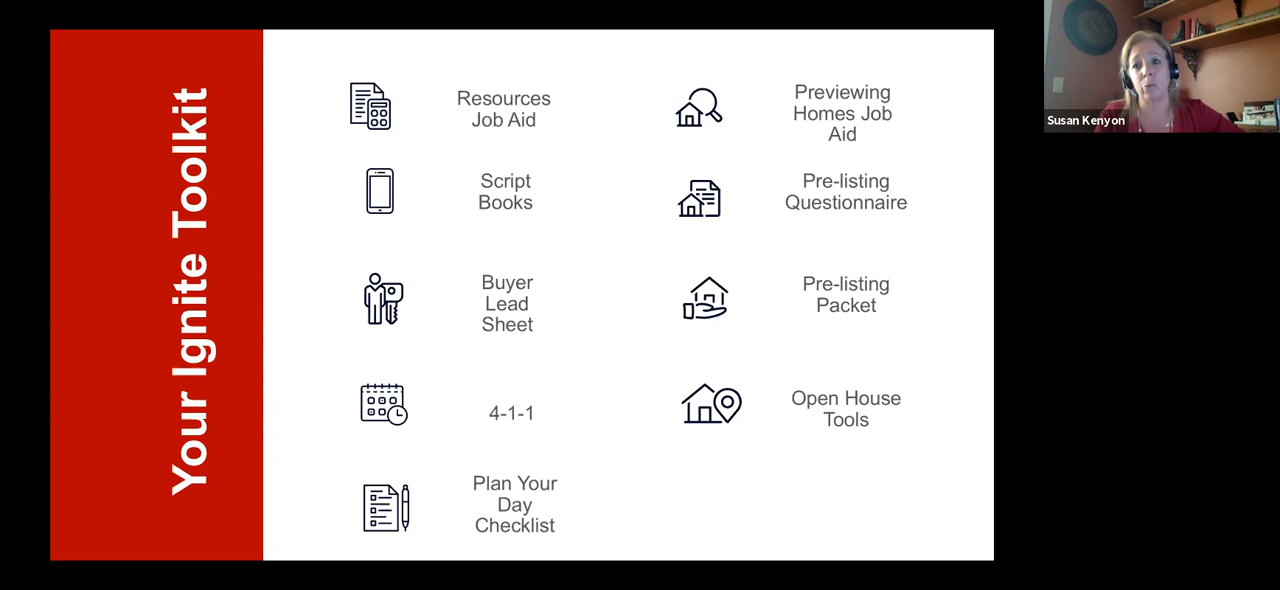 Your Ignite Toolkit
Resources
Job Aid
Script
Books
Buyer
Lead
Sheet
4-1-1
Plan Your
Day
Checklist
Previewing
Homes Job
Aid
Pre-listing
Questionnaire
Pre-listing
Packet
Open House
Tools
Susan Kenyon